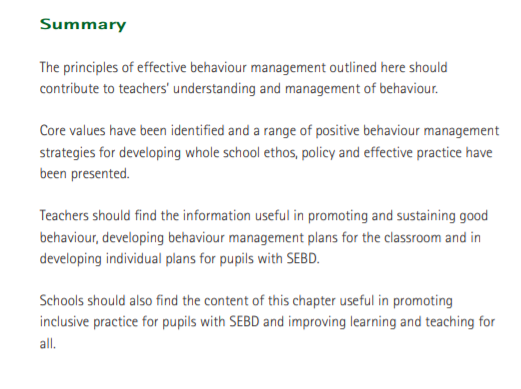 Summary
The principles of effective behaviour management outlined here should
contribute to teachers' understanding and management of behaviour.
Core values have been identified and a range of positive behaviour management
strategies for developing whole school ethos, policy and effective practice have
been presented.
Teachers should find the information useful in promoting and sustaining good
behaviour, developing behaviour management plans for the classroom and in
developing individual plans for pupils with SEBD.
Schools should also find the content of this chapter useful in promoting
inclusive practice for pupils with SEBD and improving learning and teaching for
all.